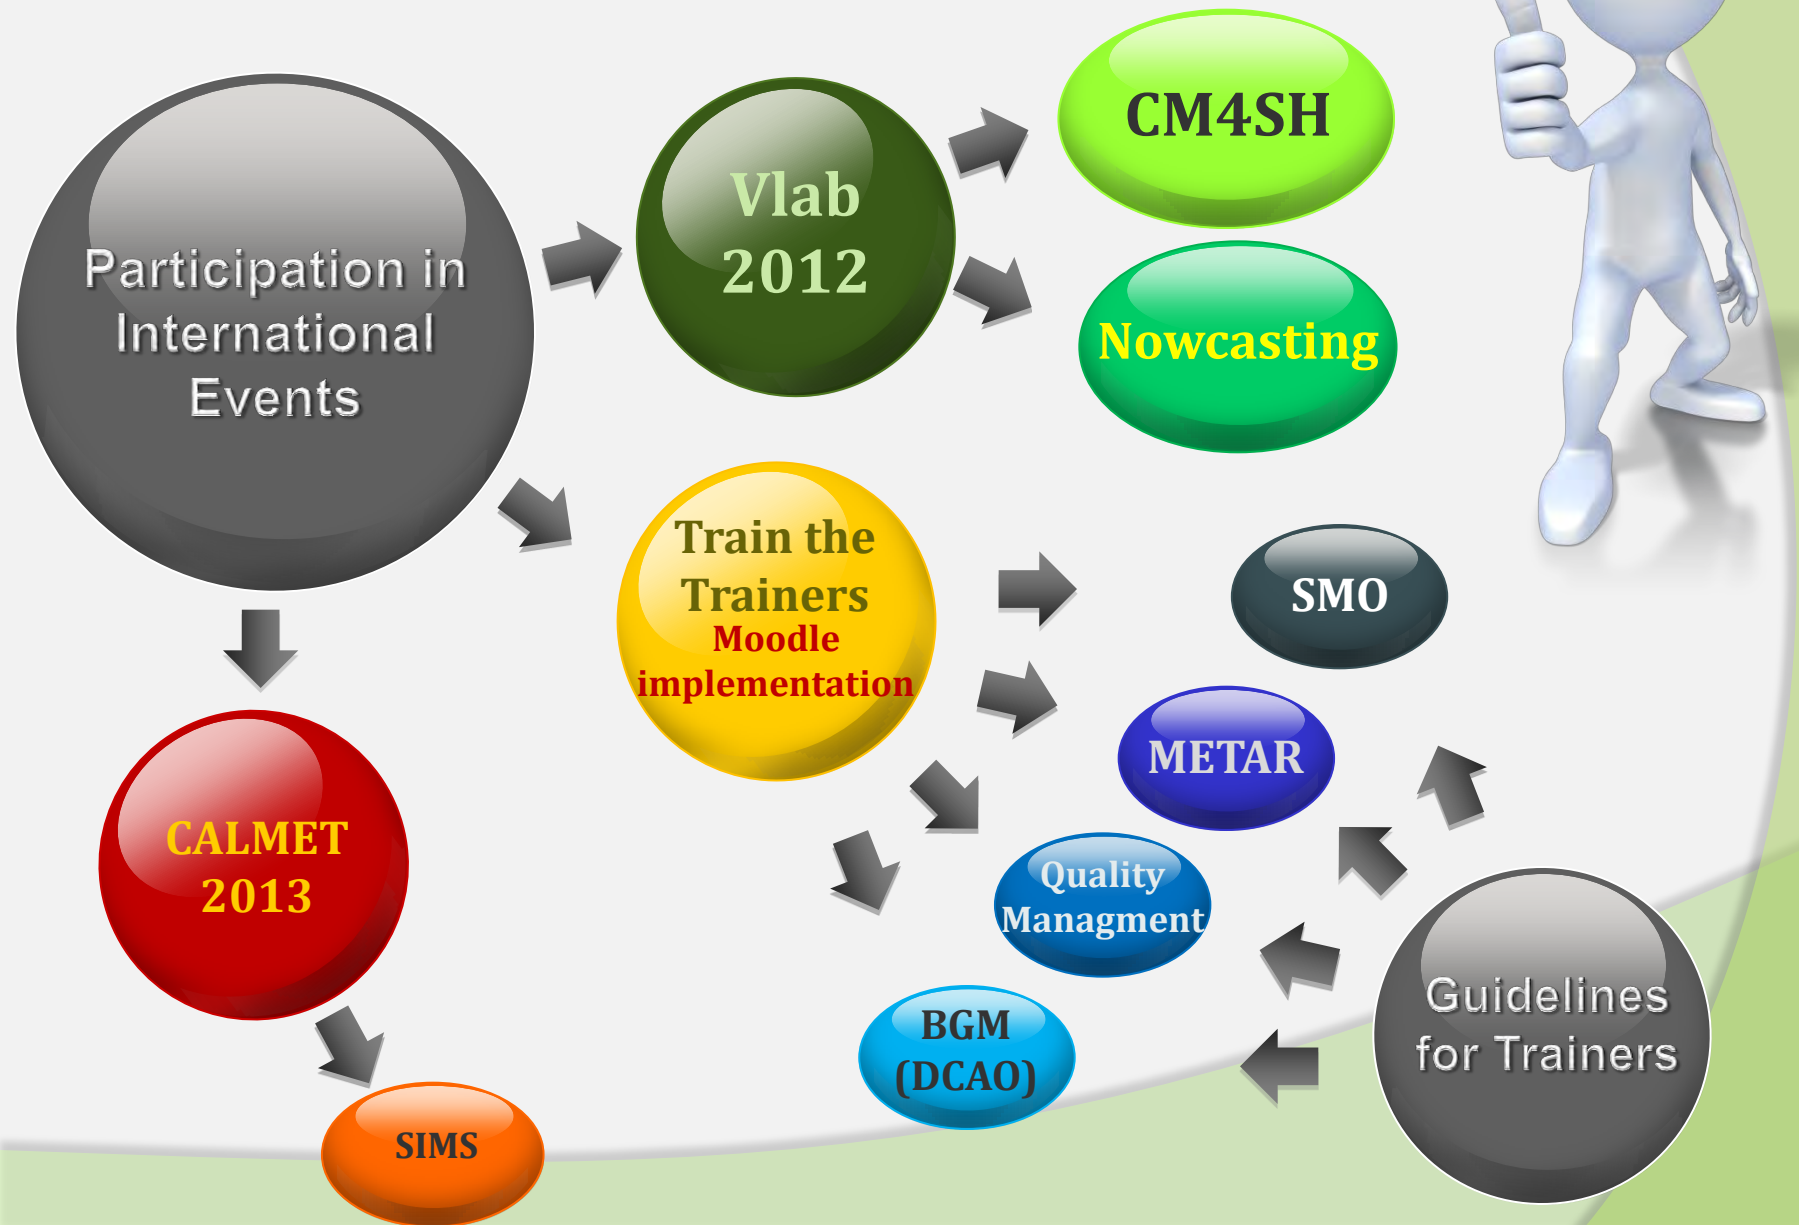 Participation in
International
Events
Vlab
2012
CM4SH
Nowcasting
Train the
Trainers
Moodle
implementation
SMO
METAR
Quality
Managment
BGM
(DCAO)
CALMET
2013
SIMS
Guidelines
for Trainers